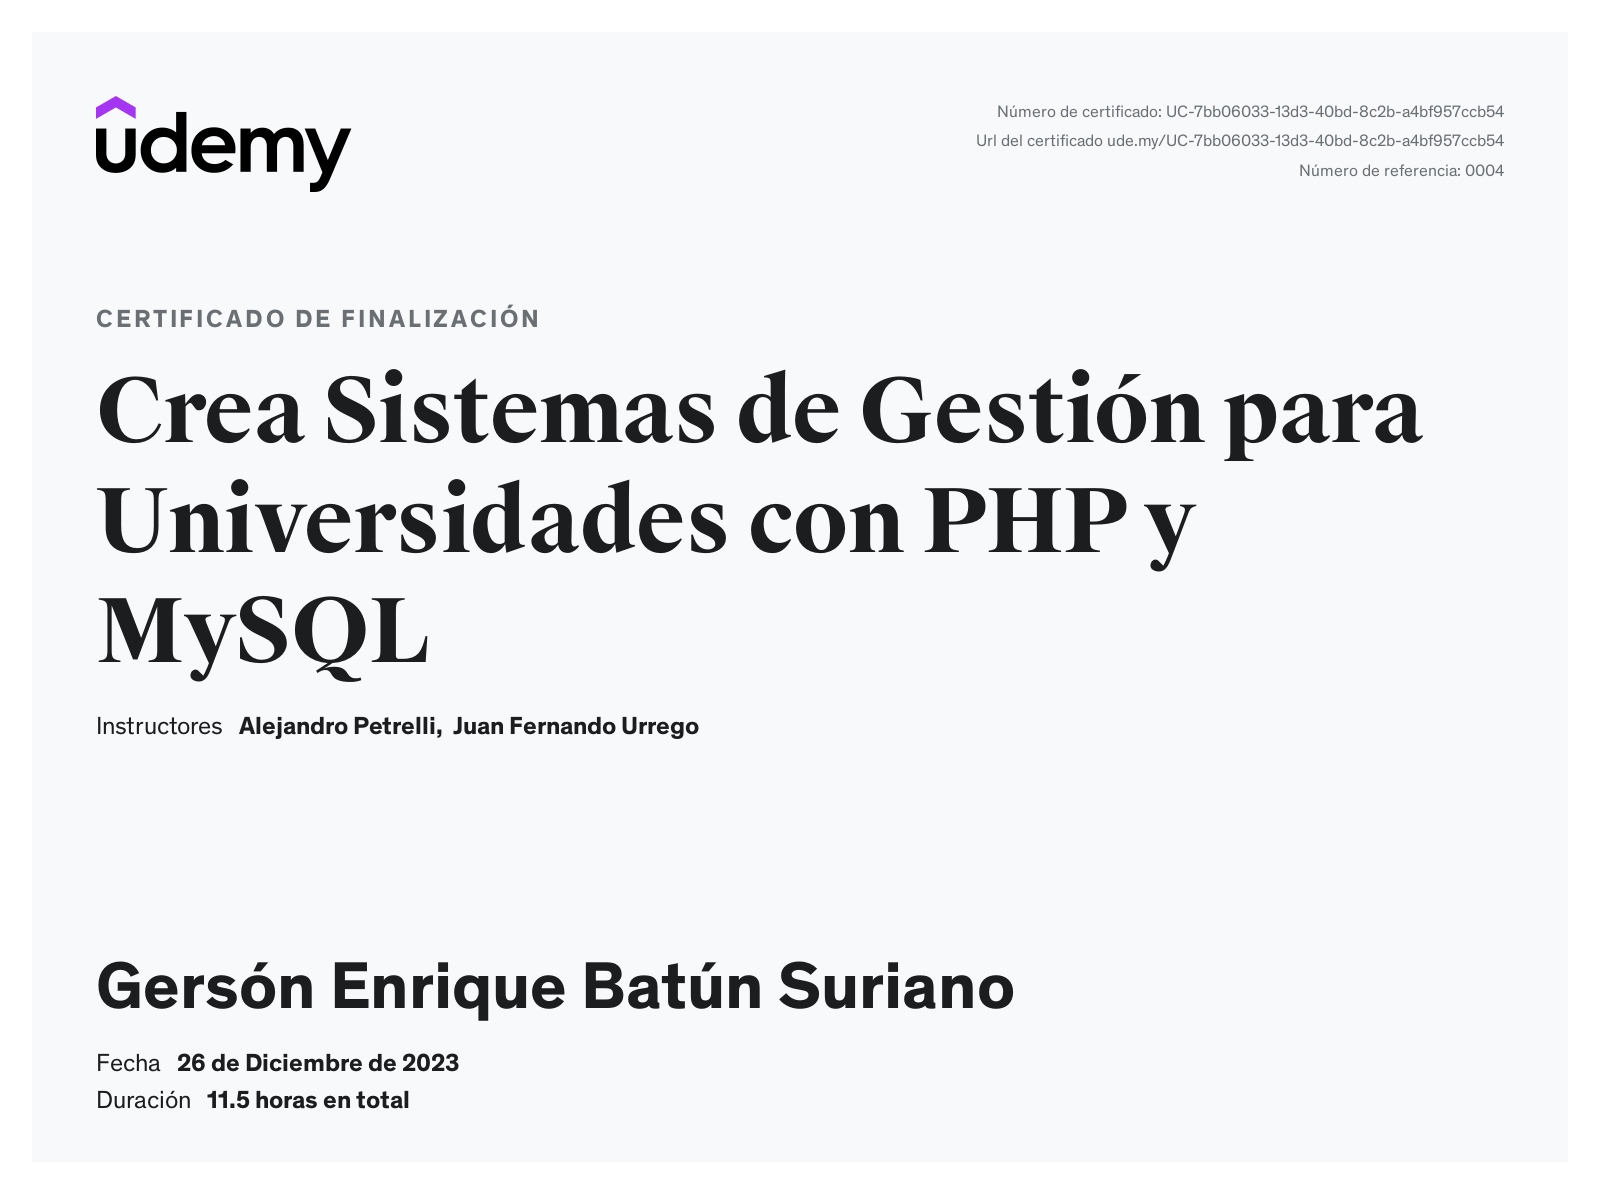 udemy
Número de certificado: UC-7bb06033-13d3-40bd-8c2b-a4bf957ccb54
Url del certificado ude.my/UC-7bb06033-13d3-40bd-8c2b-a4bf957ccb54
Número de referencia: 0004
CERTIFICADO DE FINALIZACIÓN
Crea Sistemas de Gestión para
Universidades con PHP y
MySQL
Instructores Alejandro Petrelli, Juan Fernando Urrego
Gersón Enrique Batún Suriano
Fecha 26 de Diciembre de 2023
Duración 11.5 horas en total